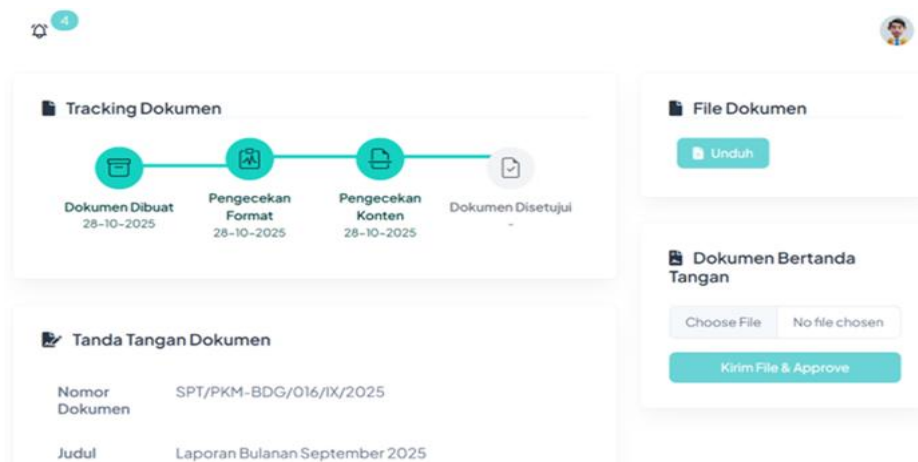 4
Tracking Dokumen
Dokumen Dibuat
28-10-2025
Pengecekan
Format
28-10-2025
Pengecekan
Konten
28-10-2025
Dokumen Disetujui
-
File Dokumen
Unduh
Dokumen Bertanda
Tangan
Choose File No file chosen
Kirim File & Approve
Tanda Tangan Dokumen
Nomor
Dokumen
SPT/PKM-BDG/016/IX/2025
Judul Laporan Bulanan September 2025